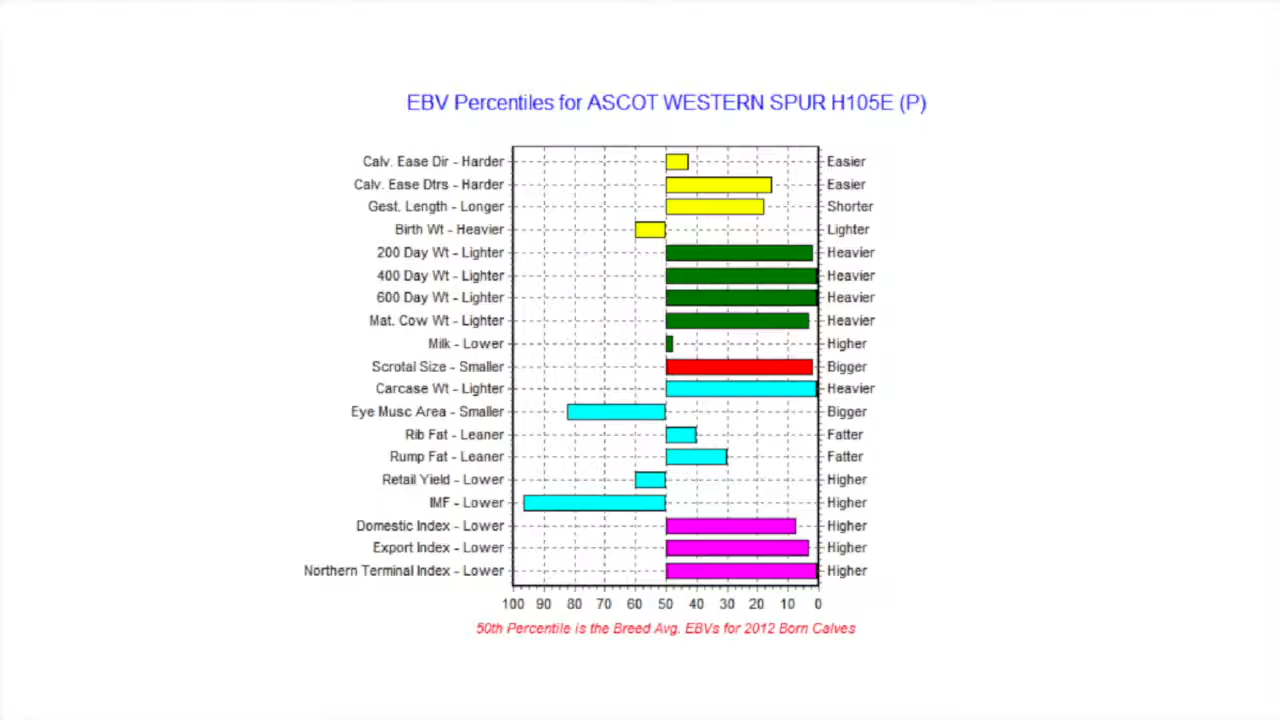 EBV Percentiles for ASCOT WESTERN SPUR H105E (P)
Calv. Ease Dir - Harder Easier
Calv. Ease Dtrs - Harder Easier
Gest. Length - Longer Shorter
Birth Wt - Heavier Lighter
200 Day Wt - Lighter Heavier
400 Day Wt - Lighter Heavier
600 Day Wt - Lighter Heavier
Mat. Cow Wt - Lighter Heavier
Milk - Lower Higher
Scrotal Size - Smaller Bigger
Carcase Wt - Lighter Heavier
Eye Musc Area - Smaller Bigger
Rib Fat - Leaner Fatter
Rump Fat - Leaner Fatter
Retail Yield - Lower Higher
IMF - Lower Higher
Domestic Index - Lower Higher
Export Index - Lower Higher
Northern Terminal Index - Lower Higher
100 90 80 70 60 50 40 30 20 10 0
50th Percentile is the Breed Avg. EBVs for 2012 Born Calves